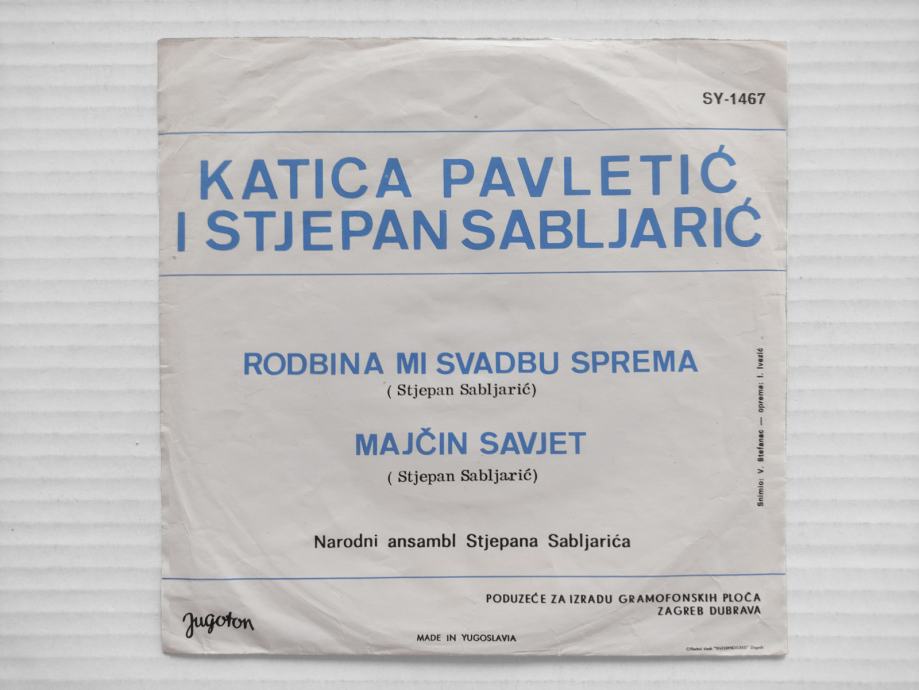 SY-1467
KATICA PAVLETIĆ
I STJEPAN SABLJARIĆ
RODBINA MI SVADBU SPREMA
( Stjepan Sabljarić)
MAJČIN SAVJET
( Stjepan Sabljarić)
Narodni ansambl Stjepana Sabljarića
Snimio: V. Stefanac — oprema: I. Ivezić
PODUZEĆE ZA IZRADU GRAMOFONSKIH PLOČA
ZAGREB DUBRAVA
Jugoton
MADE IN YUGOSLAVIA